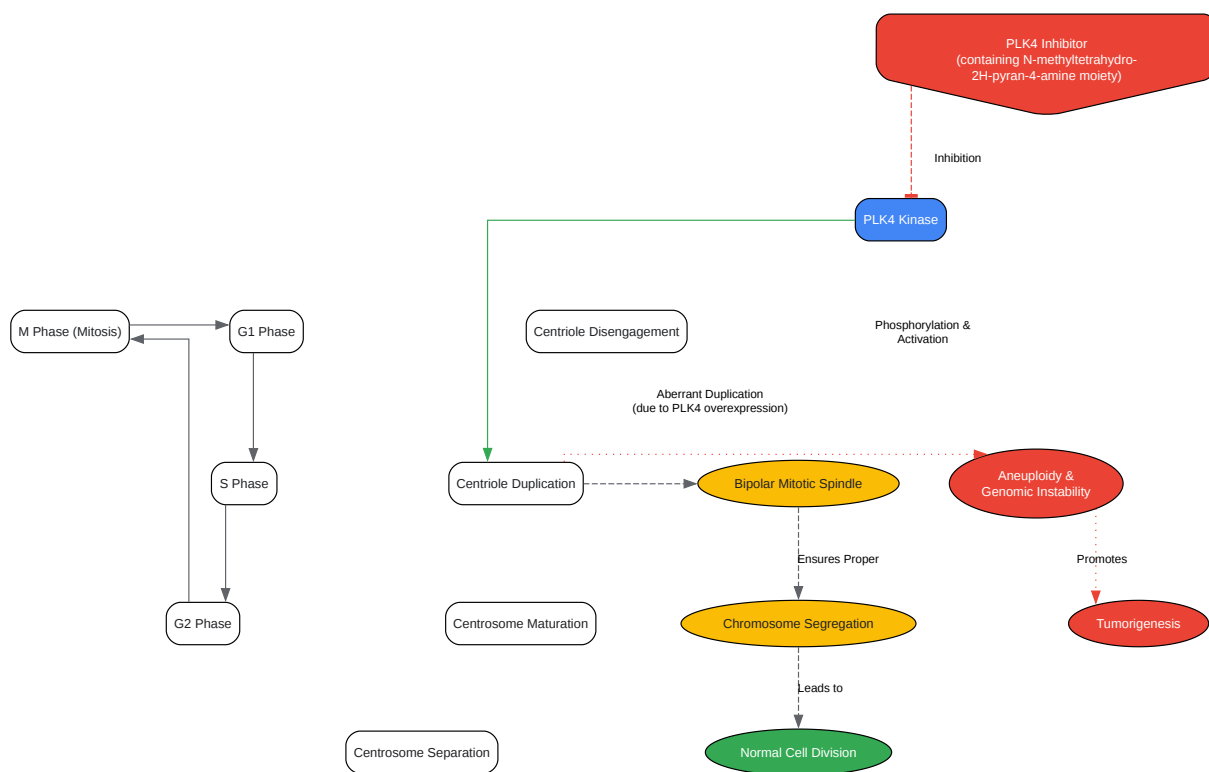 PLK4 Inhibitor
(containing N-methyltetrahydro-
2H-pyran-4-amine moiety)
Inhibition
PLK4 Kinase
M Phase (Mitosis)
G1 Phase
Centriole Disengagement
Phosphorylation &
Activation
Aberrant Duplication
(due to PLK4 overexpression)
S Phase
Centriole Duplication
Bipolar Mitotic Spindle
Aneuploidy &
Genomic Instability
Ensures Proper
Promotes
G2 Phase
Centrosome Maturation
Chromosome Segregation
Tumorigenesis
Leads to
Centrosome Separation
Normal Cell Division